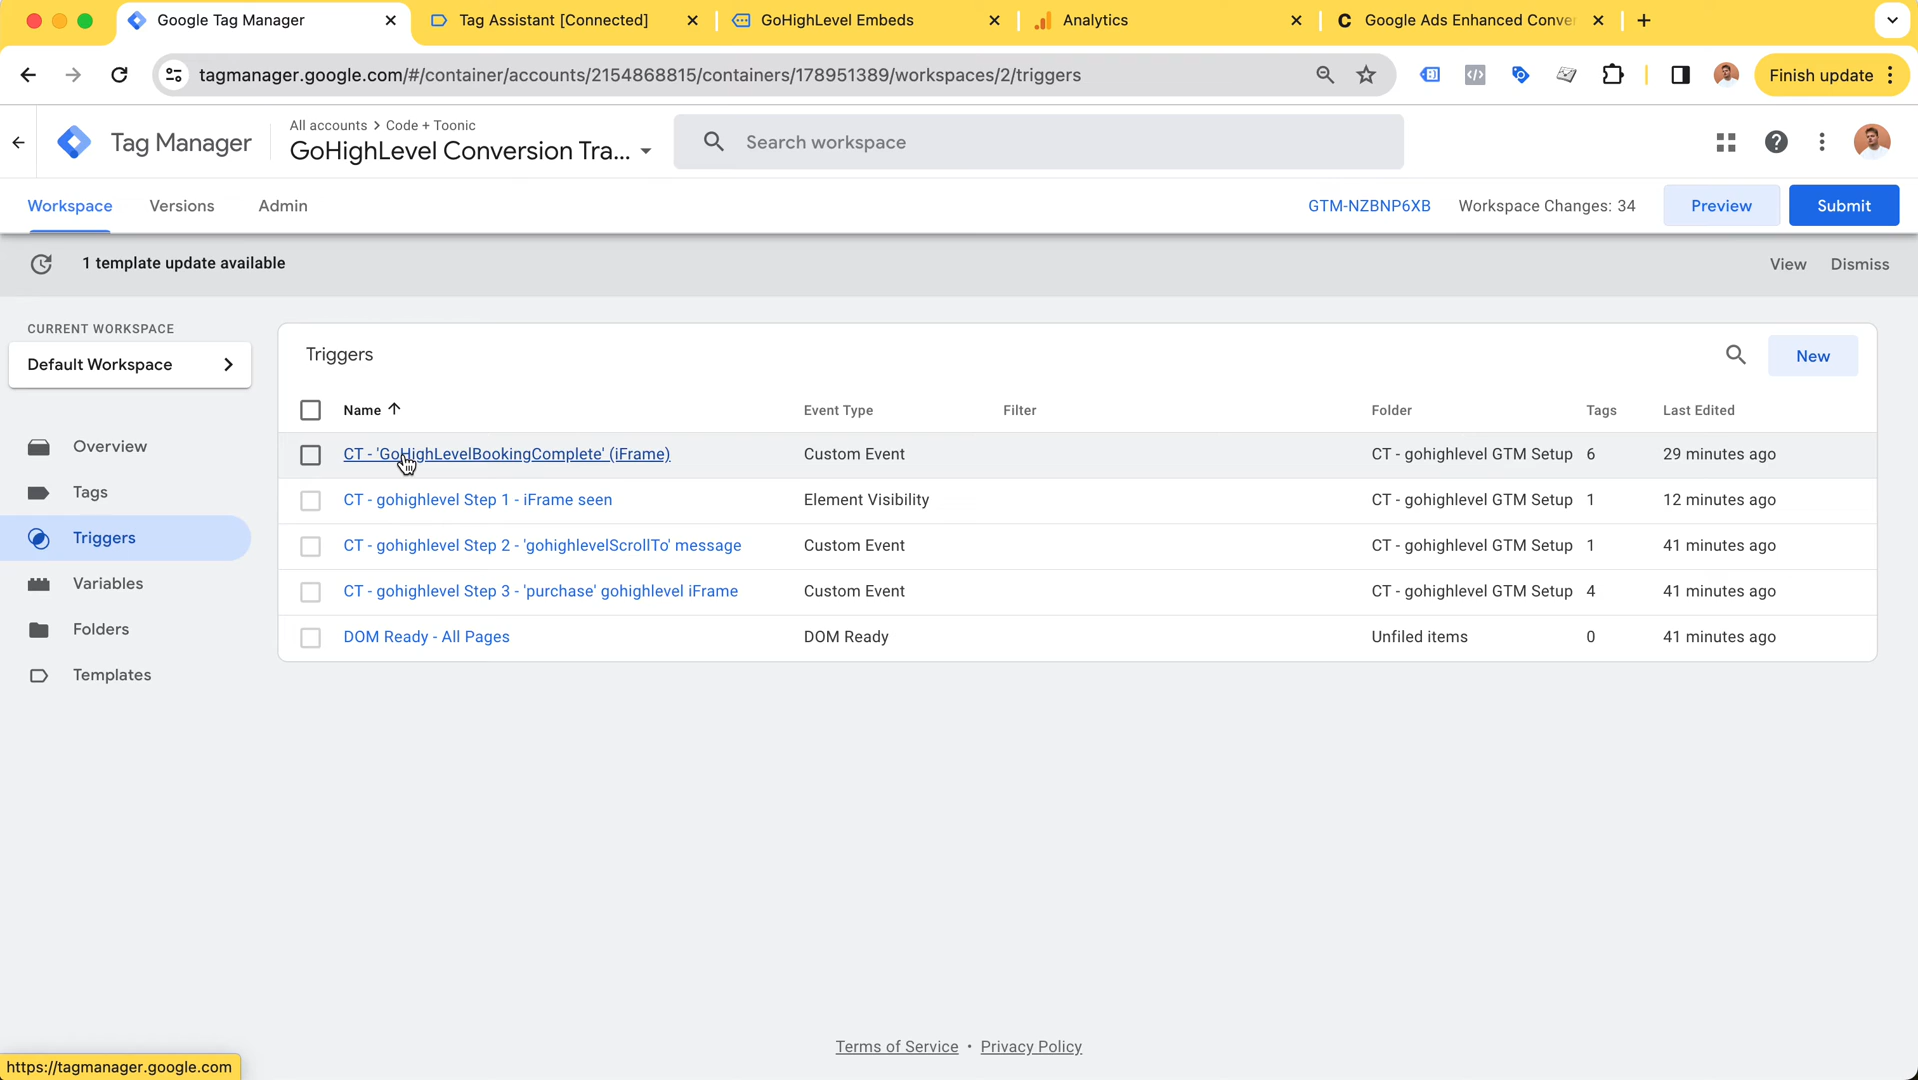 Google Tag Manager
Tag Assistant [Connected]
GoHighLevel Embeds
Analytics
Google Ads Enhanced Conver
tagmanager.google.com/#/container/accounts/2154868815/containers/178951389/workspaces/2/triggers
Finish update
Tag Manager
All accounts > Code + Toonic
GoHighLevel Conversion Tra...
Search workspace
Workspace
Versions
Admin
GTM-NZBNP6XB
Workspace Changes: 34
Preview
Submit
1 template update available
View
Dismiss
CURRENT WORKSPACE
Default Workspace
Overview
Tags
Triggers
Variables
Folders
Templates
Triggers
New
Name Event Type Filter Folder Tags Last Edited
CT - 'GoHighLevelBookingComplete' (iFrame) Custom Event CT - gohighlevel GTM Setup 6 29 minutes ago
CT - gohighlevel Step 1 - iFrame seen Element Visibility CT - gohighlevel GTM Setup 1 12 minutes ago
CT - gohighlevel Step 2 - 'gohighlevelScrollTo' message Custom Event CT - gohighlevel GTM Setup 1 41 minutes ago
CT - gohighlevel Step 3 - 'purchase' gohighlevel iFrame Custom Event CT - gohighlevel GTM Setup 4 41 minutes ago
DOM Ready - All Pages DOM Ready Unfiled items 0 41 minutes ago
Terms of Service • Privacy Policy
https://tagmanager.google.com